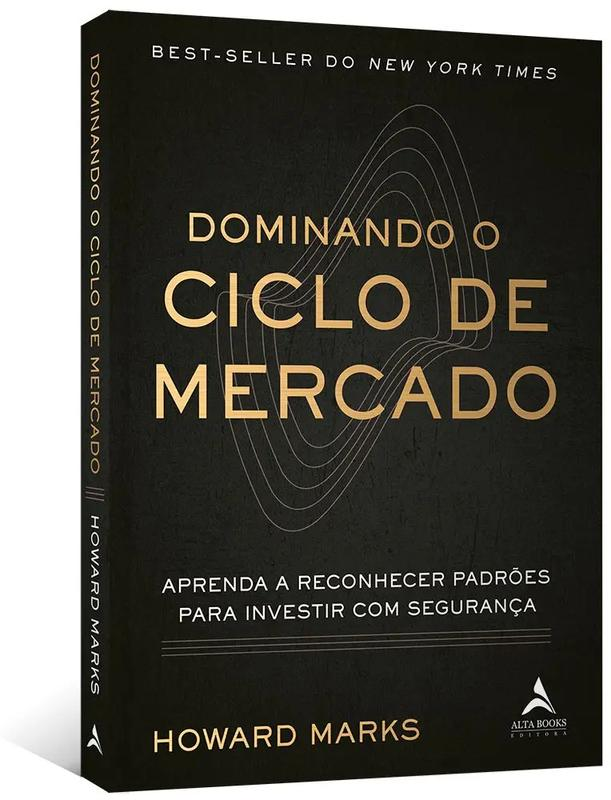 BEST-SELLER DO NEW YORK TIMES
DOMINANDO O
CICLO DE
MERCADO
APRENDA A RECONHECER PADRÕES
PARA INVESTIR COM SEGURANÇA
HOWARD MARKS
ALTA BOOKS
EDITORA
DOMINANDO O CICLO DE MERCADO
HOWARD MARKS